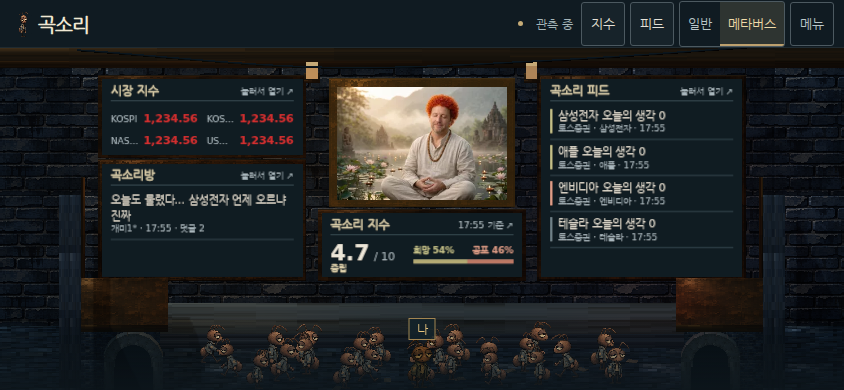 곡소리
관측 중
지수
피드
일반
메타버스
메뉴
시장 지수
눌러서 열기 ↗
KOSPI 1,234.56 KOS... 1,234.56
NAS... 1,234.56 US... 1,234.56
곡소리방
눌러서 열기 ↗
오늘도 물렸다... 삼성전자 언제 오르냐
진짜
개미1* · 17:55 · 댓글 2
곡소리 지수
17:55 기준 ↗
4.7 / 10
중립
희망 54% 공포 46%
곡소리 피드
눌러서 열기 ↗
삼성전자 오늘의 생각 0
토스증권 · 삼성전자 · 17:55
애플 오늘의 생각 0
토스증권 · 애플 · 17:55
엔비디아 오늘의 생각 0
토스증권 · 엔비디아 · 17:55
테슬라 오늘의 생각 0
토스증권 · 테슬라 · 17:55
나